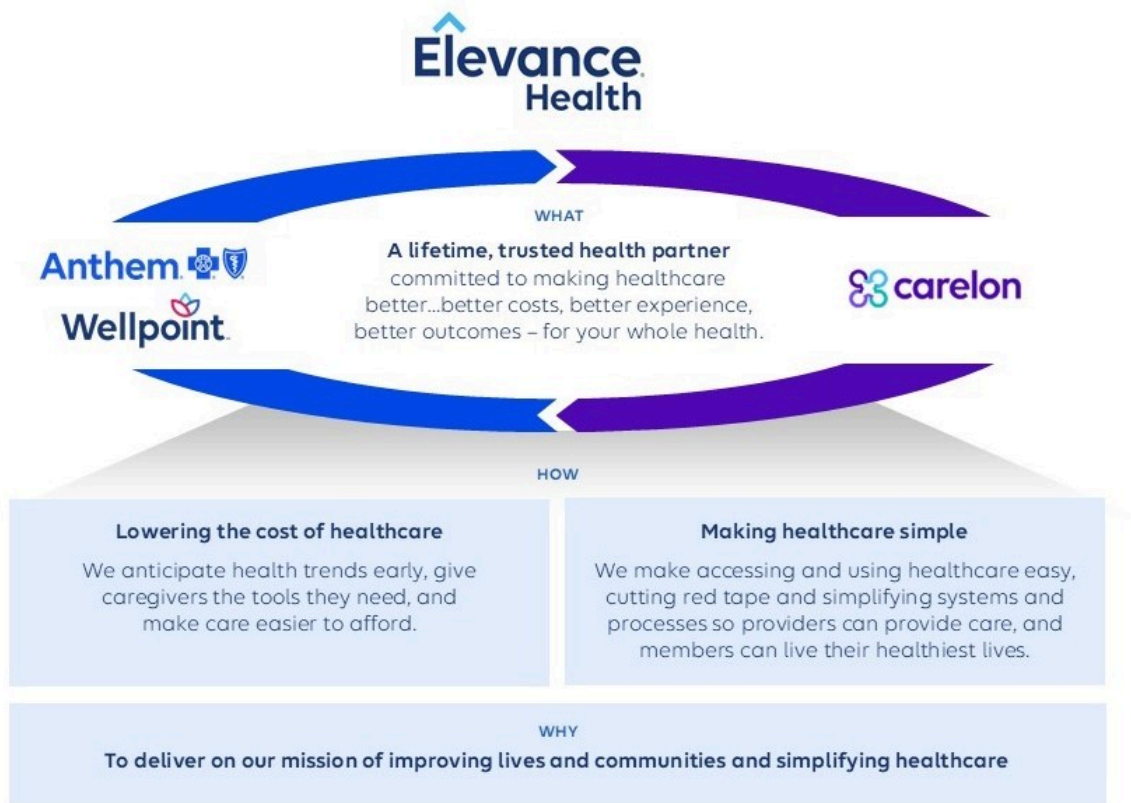 Elevance
Health
WHAT
A lifetime, trusted health partner
committed to making healthcare
better...better costs, better experience,
better outcomes – for your whole health.
Anthem
Wellpoint
carelon
HOW
Lowering the cost of healthcare
We anticipate health trends early, give
caregivers the tools they need, and
make care easier to afford.
Making healthcare simple
We make accessing and using healthcare easy,
cutting red tape and simplifying systems and
processes so providers can provide care, and
members can live their healthiest lives.
WHY
To deliver on our mission of improving lives and communities and simplifying healthcare